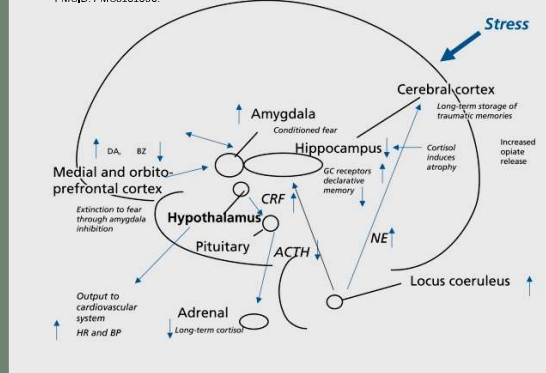 Stress
Cerebral cortex
Long-term storage of
traumatic memories
Amygdala
Conditioned fear
Hippocampus
Cortisol
induces
atrophy
Increased
opiate
release
DA, BZ
Medial and orbito-
prefrontal cortex
GC receptors
declarative
memory
Extinction to fear
through amygdala
inhibition
CRF
Hypothalamus
Pituitary
ACTH
NE
Locus coeruleus
Output to
cardiovascular
system
HR and BP
Adrenal
Long-term cortisol